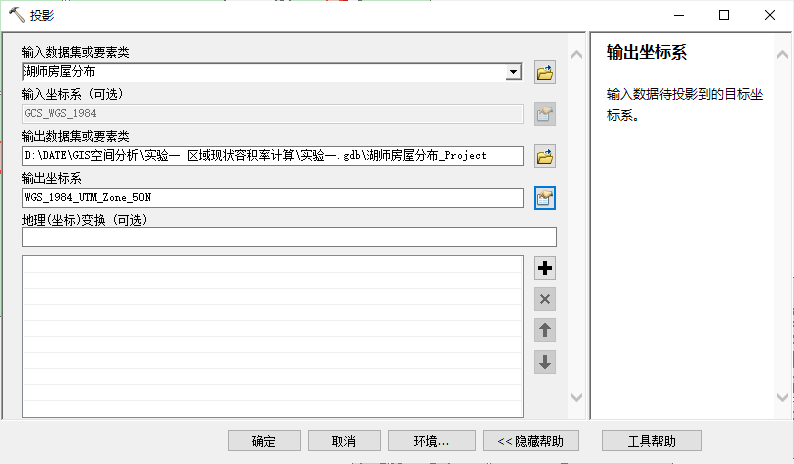 投影
输入数据集或要素类
湖师房屋分布
输入坐标系（可选）
GCS_WGS_1984
输出数据集或要素类
D:\DATE\GIS空间分析\实验一 区域现状容积率计算\实验一.gdb\湖师房屋分布_Project
输出坐标系
WGS_1984_UTM_Zone_50N
地理(坐标)变换（可选）
确定
取消
环境...
<< 隐藏帮助
输出坐标系
输入数据待投影到的目标坐
标系。
工具帮助